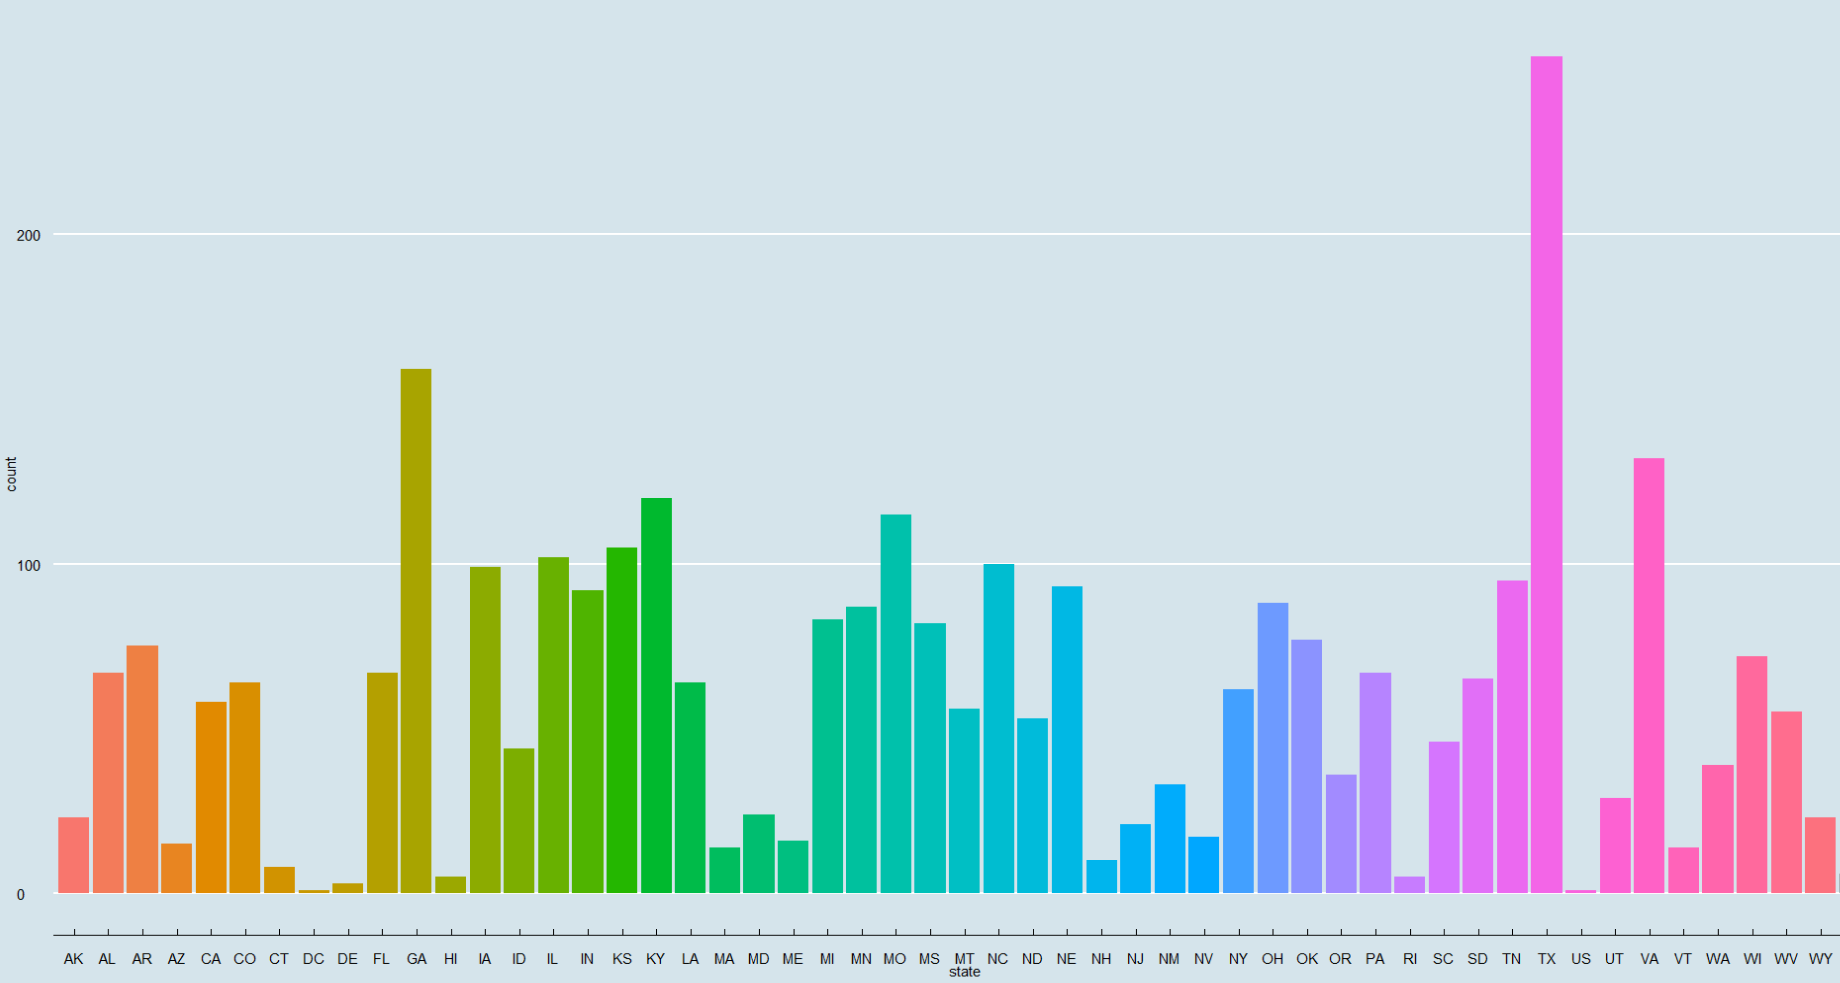 200
100
0
count
AK AL AR AZ CA CO CT DC DE FL GA HI IA ID IL IN KS KY LA MA MD ME MI MN MO MS MT NC ND NE NH NJ NM NV NY OH OK OR PA RI SC SD TN TX US UT VA VT WA WI WV WY
state